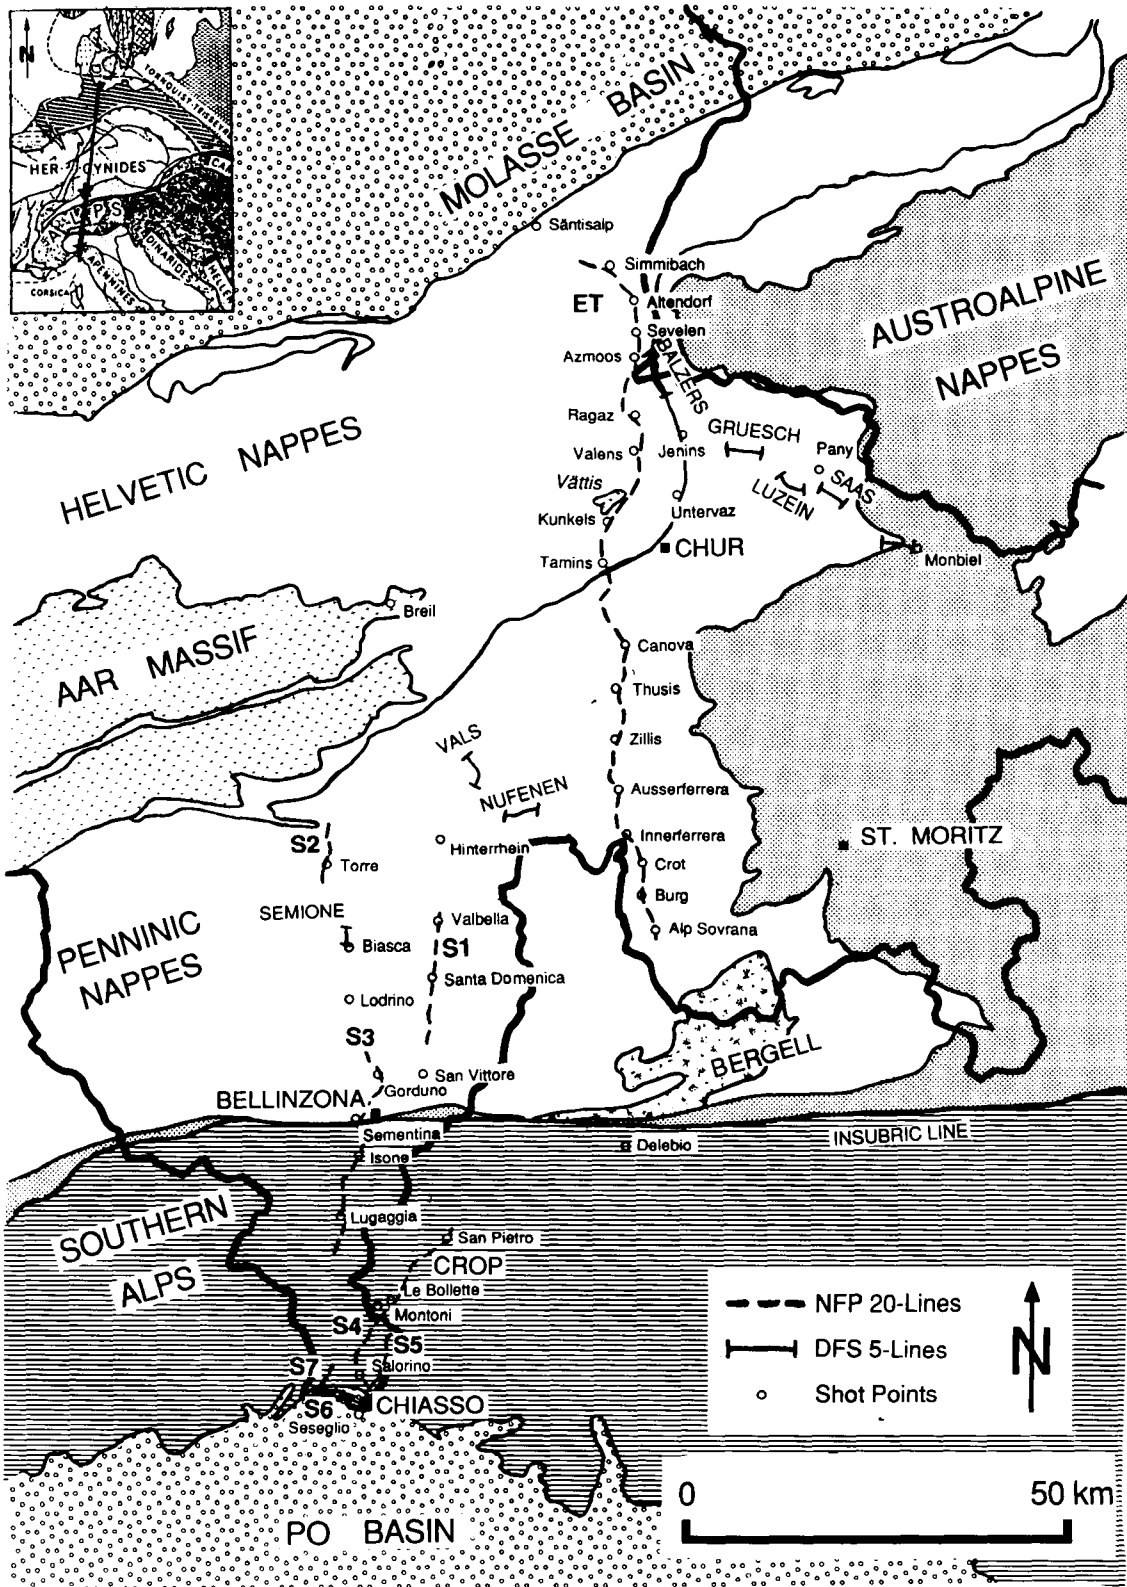 N
TORNQUIST-TEISSEYRE
HERCYNIDES
CAR
ALPS
DINARIDES
HELLEN
APENNINES
CORSICA
MOLASSE BASIN
Säntisalp
Simmibach
ET
Altendorf
Sevelen
Azmoos
BALZERS
AUSTROALPINE
NAPPES
HELVETIC NAPPES
Ragaz
GRUESCH
Pany
Valens
Jenins
SAAS
Vättis
LUZEIN
Kunkels
Untervaz
CHUR
Tamins
Monbiel
Breil
AAR MASSIF
Canova
Thusis
VALS
Zillis
NUFENEN
Ausserferrera
S2
Hinterrhein
Innerferrera
ST. MORITZ
Torre
Crot
Burg
SEMIONE
Valbella
Alp Sovrana
PENNINIC
NAPPES
Biasca
S1
Santa Domenica
Lodrino
S3
BERGELL
San Vittore
Gorduno
BELLINZONA
Sementina
INSUBRIC LINE
Delebio
Isone
SOUTHERN
ALPS
Lugaggia
San Pietro
CROP
Le Bollette
Montoni
S4
S5
Salorino
S7
S6
CHIASSO
Seseglio
NFP 20-Lines
DFS 5-Lines
Shot Points
N
0 50 km
PO BASIN